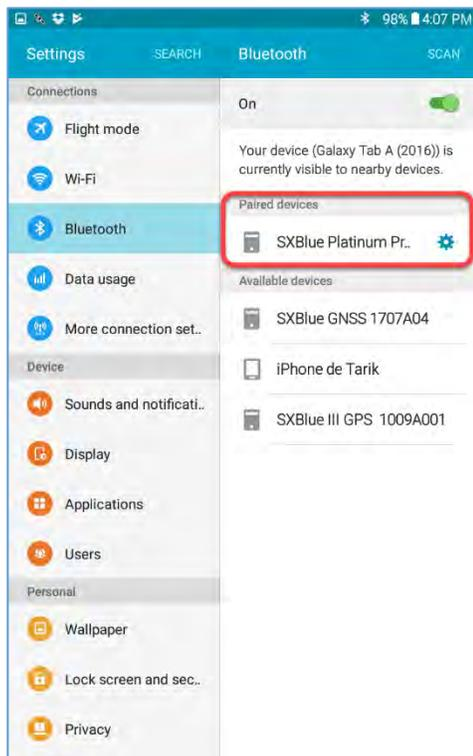 98% 4:07 PM
Settings SEARCH
Connections
Flight mode
Wi-Fi
Bluetooth
Data usage
More connection set..
Device
Sounds and notificati..
Display
Applications
Users
Personal
Wallpaper
Lock screen and sec..
Privacy
Bluetooth SCAN
On
Your device (Galaxy Tab A (2016)) is
currently visible to nearby devices.
Paired devices
SXBlue Platinum Pr..
Available devices
SXBlue GNSS 1707A04
iPhone de Tarik
SXBlue III GPS 1009A001